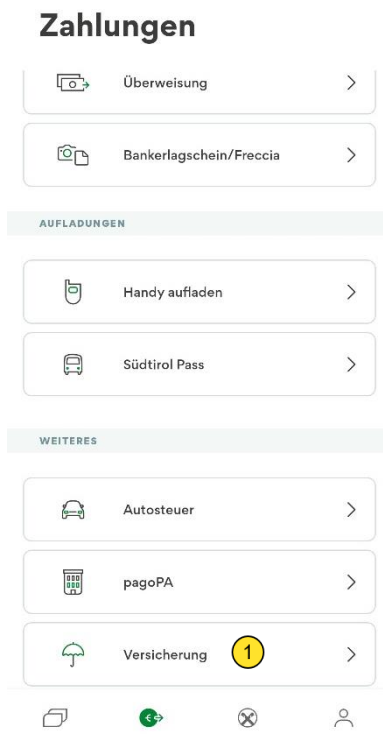 Zahlungen
Überweisung
Bankerlagschein/Freccia
AUFLADUNGEN
Handy aufladen
Südtirol Pass
WEITERES
Autosteuer
pagoPA
Versicherung 1